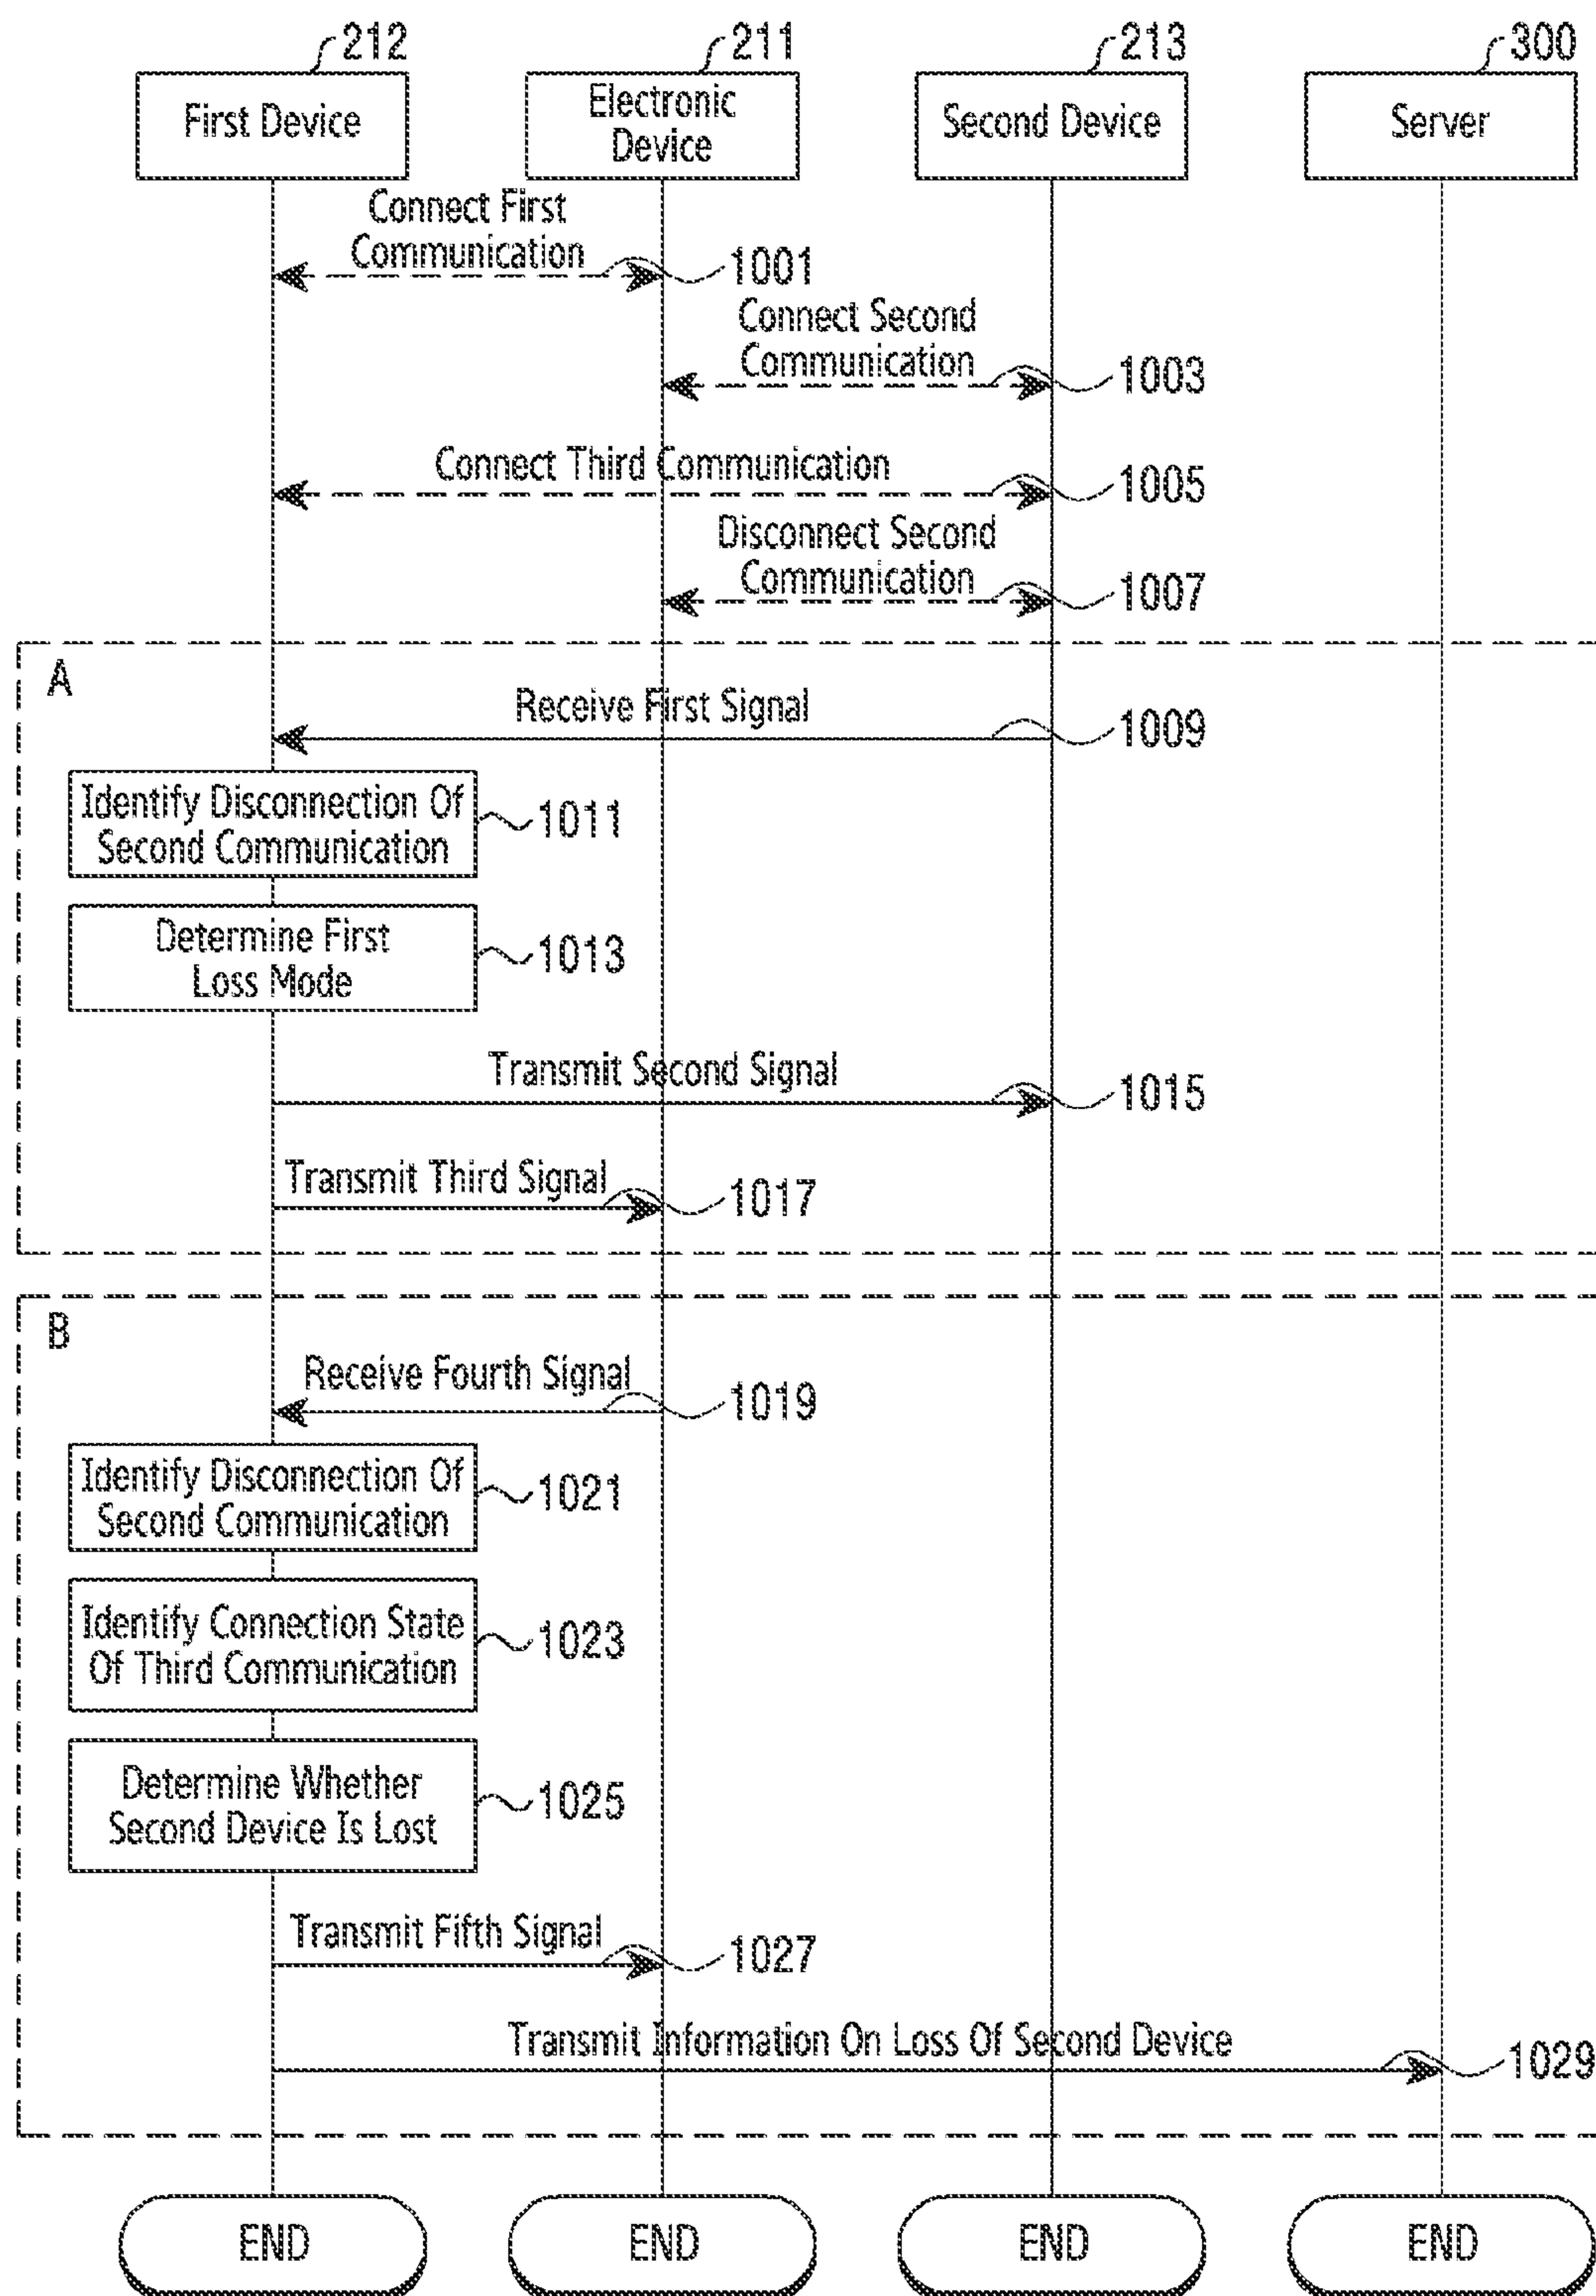 212
211
213
300
First Device
Electronic
Device
Second Device
Server
Connect First
Communication
1001
Connect Second
Communication
1003
Connect Third Communication
1005
Disconnect Second
Communication
1007
A
Receive First Signal
1009
Identify Disconnection Of
Second Communication
1011
Determine First
Loss Mode
1013
Transmit Second Signal
1015
Transmit Third Signal
1017
B
Receive Fourth Signal
1019
Identify Disconnection Of
Second Communication
1021
Identify Connection State
Of Third Communication
1023
Determine Whether
Second Device Is Lost
1025
Transmit Fifth Signal
1027
Transmit Information On Loss Of Second Device
1029
END
END
END
END